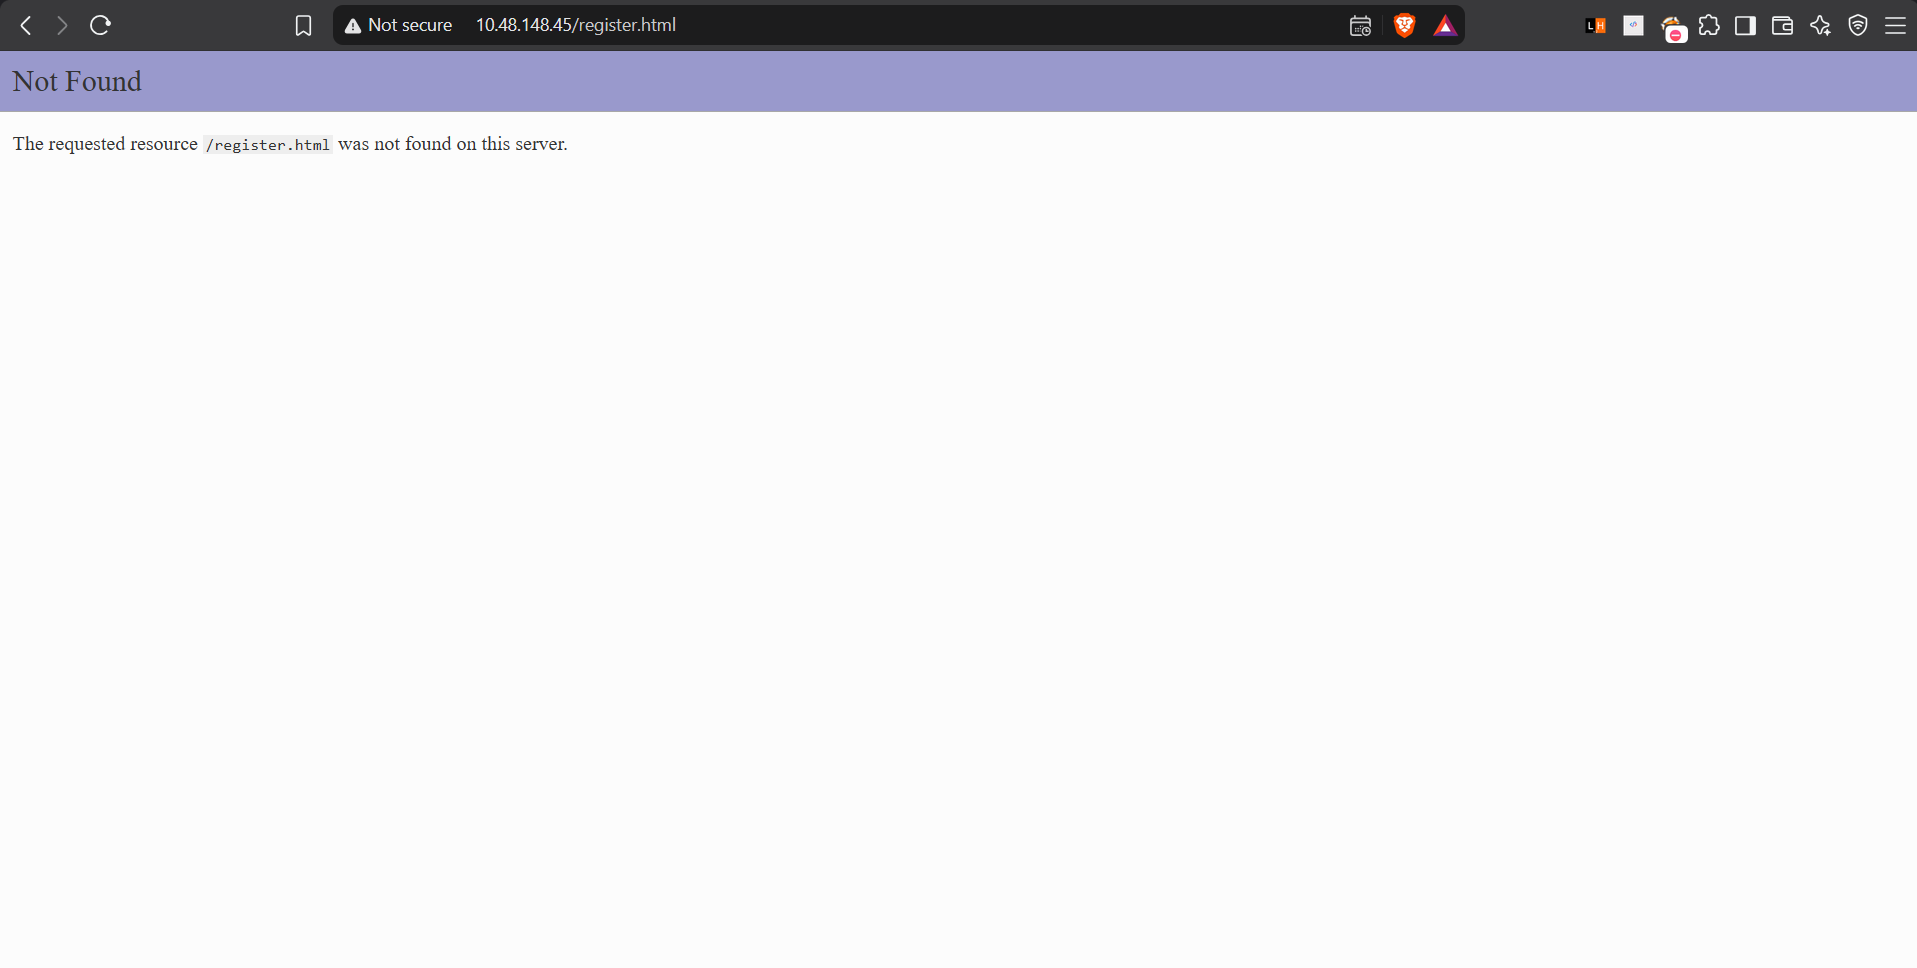 Not secure 10.48.148.45/register.html
Not Found
The requested resource /register.html was not found on this server.